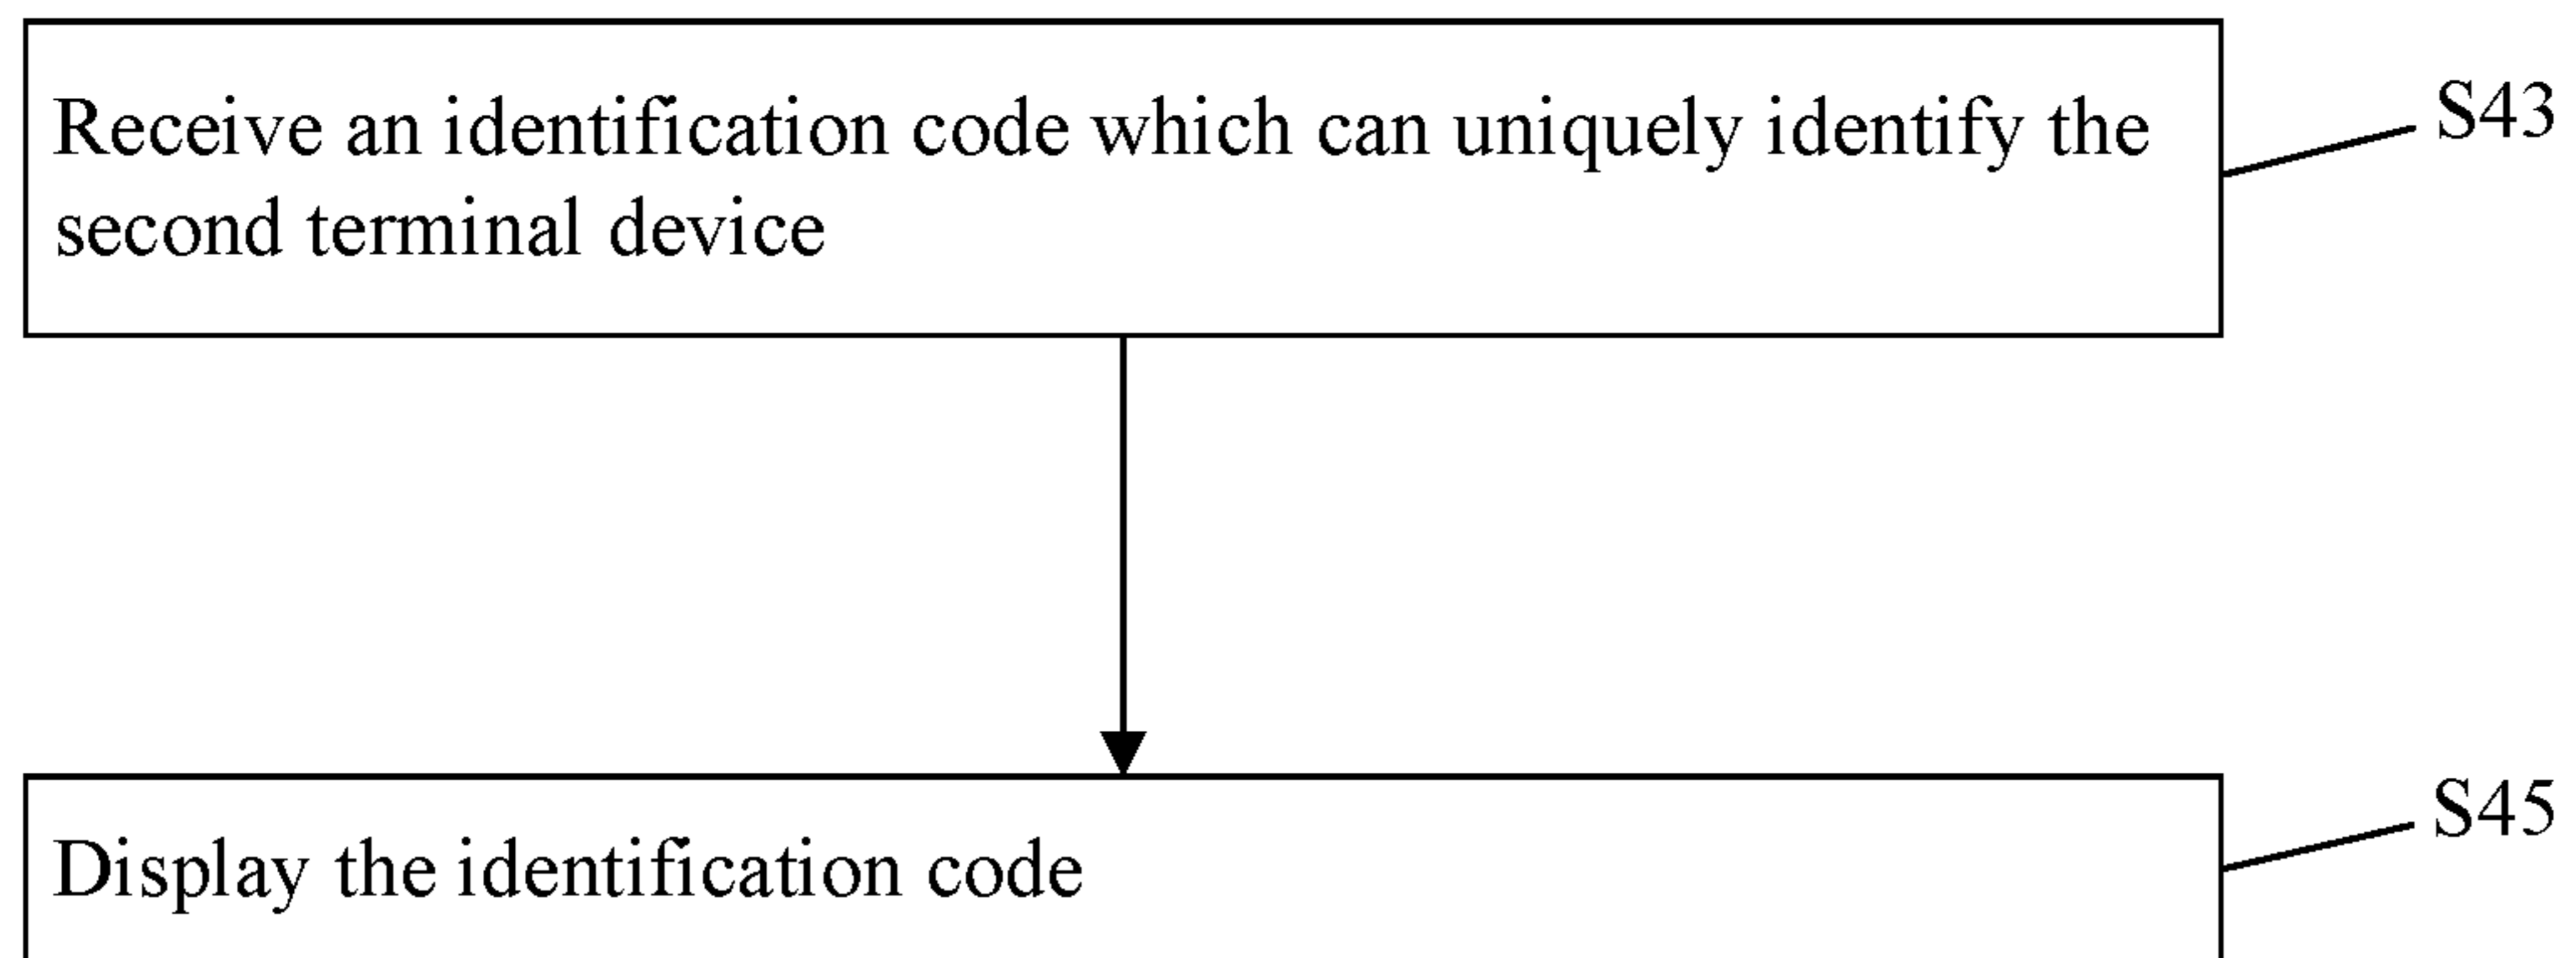 Receive an identification code which can uniquely identify the
second terminal device
S43
Display the identification code
S45